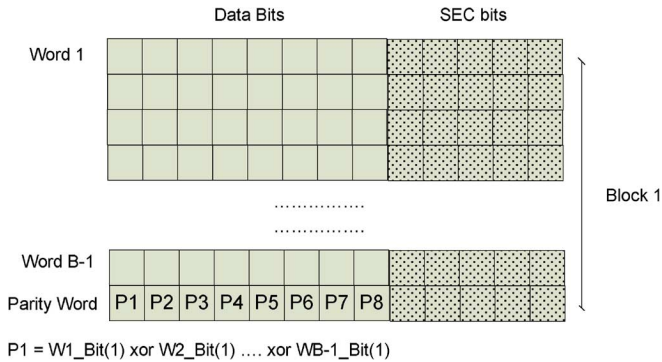 Data Bits SEC bits
Word 1
................
................
Block 1
Word B-1
Parity Word P1 P2 P3 P4 P5 P6 P7 P8
P1 = W1_Bit(1) xor W2_Bit(1) .... xor WB-1_Bit(1)